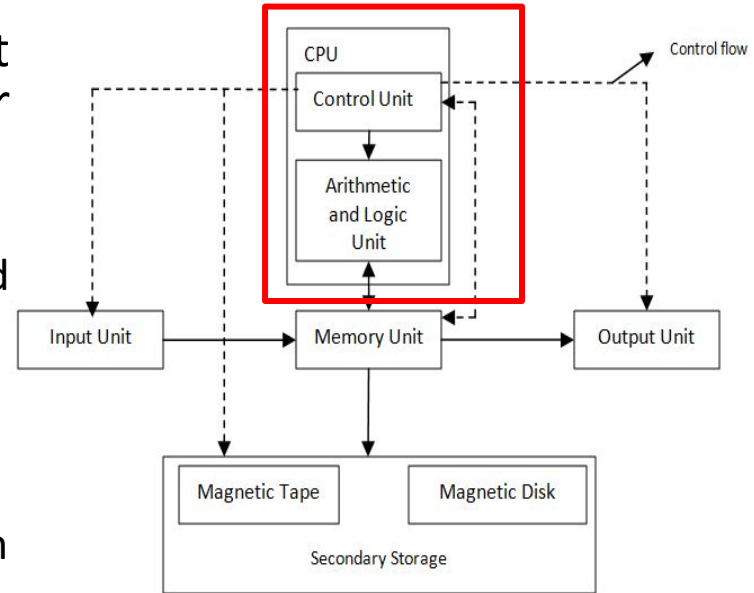 t
r
d
n
CPU
Control Unit
Control flow
Arithmetic
and Logic
Unit
Input Unit
Memory Unit
Output Unit
Magnetic Tape
Magnetic Disk
Secondary Storage